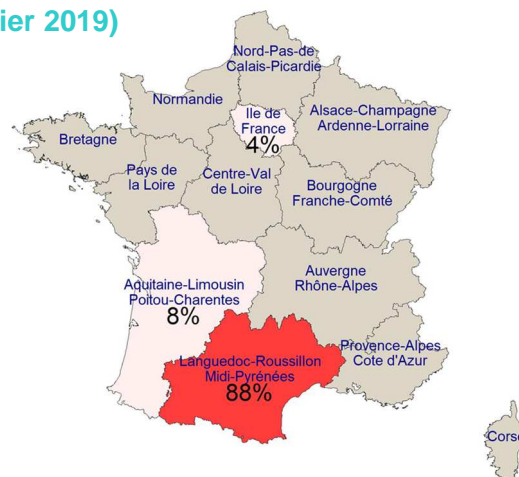 ier 2019)
Nord-Pas-de-
Calais-Picardie
Normandie
Ile de
France
4%
Alsace-Champagne
Ardenne-Lorraine
Bretagne
Pays de
la Loire
Centre-Val
de Loire
Bourgogne
Franche-Comté
Auvergne
Rhône-Alpes
Aquitaine-Limousin
Poitou-Charentes
8%
Provence-Alpes
Cote d'Azur
Languedoc-Roussillon
Midi-Pyrénées
88%
Corse